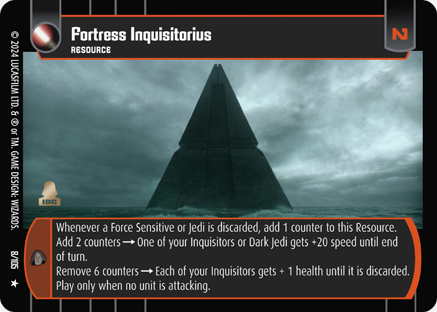 Fortress Inquisitorius
RESOURCE
N
© 2024 LUCASFILM LTD. & ® or TM. GAME DESIGN: WIZARDS.
8/105
IDC
Whenever a Force Sensitive or Jedi is discarded, add 1 counter to this Resource.
Add 2 counters → One of your Inquisitors or Dark Jedi gets +20 speed until end
of turn.
Remove 6 counters → Each of your Inquisitors gets + 1 health until it is discarded.
Play only when no unit is attacking.